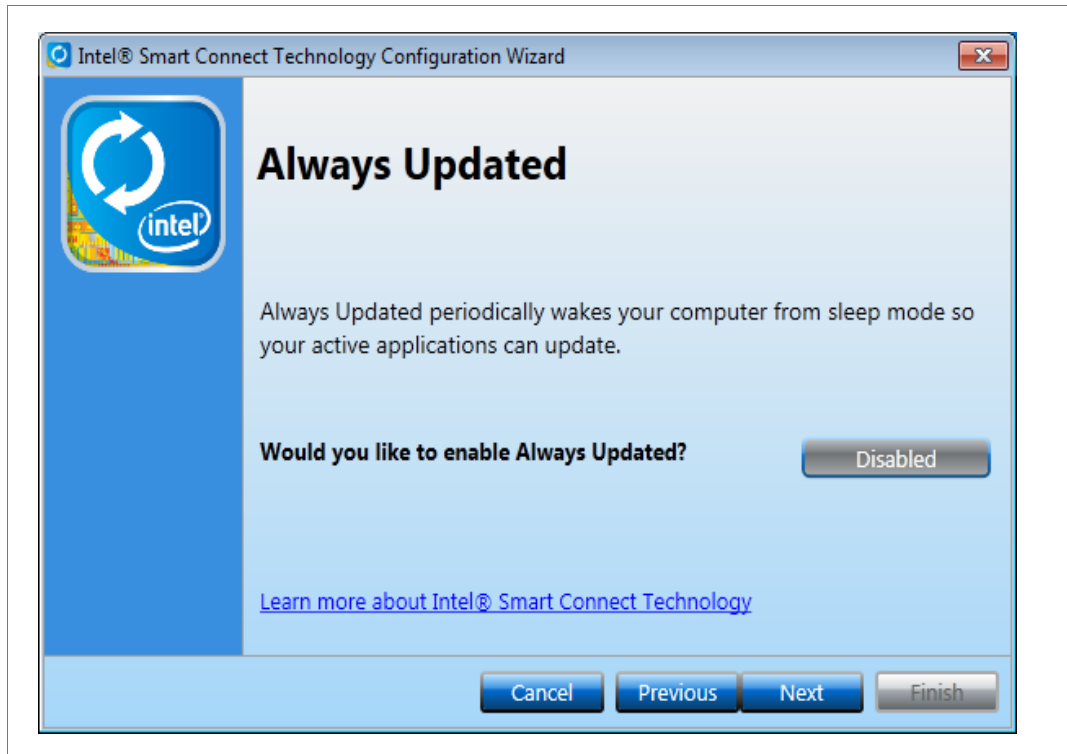 Intel® Smart Connect Technology Configuration Wizard
intel
Always Updated
Always Updated periodically wakes your computer from sleep mode so
your active applications can update.
Would you like to enable Always Updated?
Disabled
Learn more about Intel® Smart Connect Technology
Cancel
Previous
Next
Finish